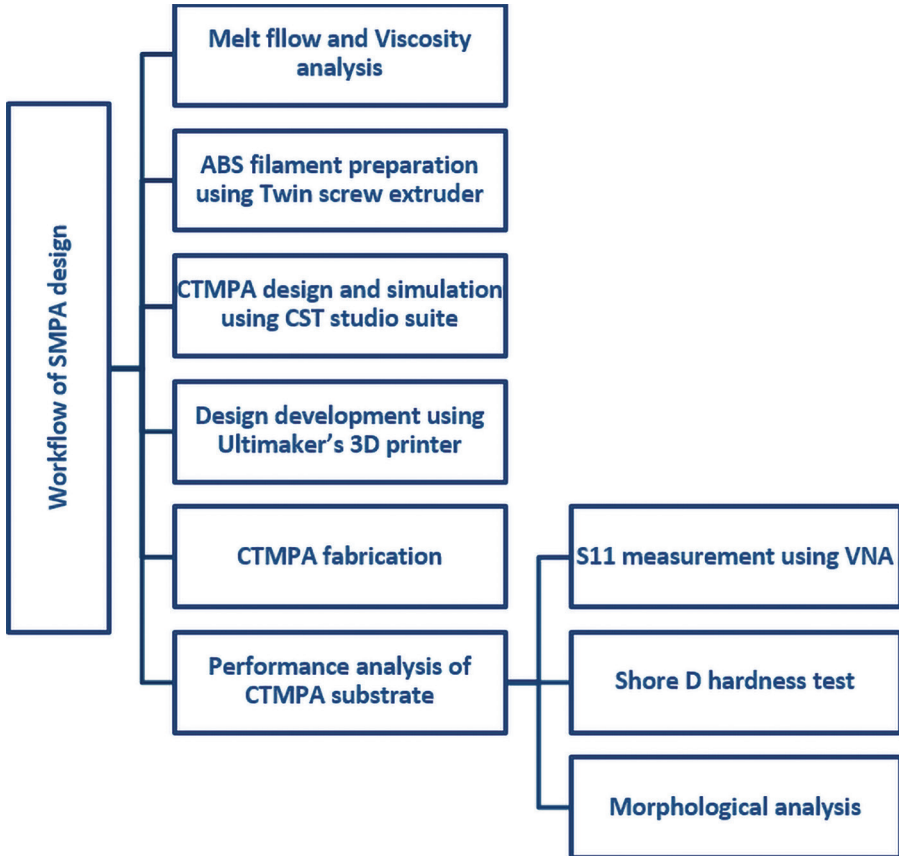 Workflow of SMPA design
Melt fllow and Viscosity
analysis
ABS filament preparation
using Twin screw extruder
CTMPA design and simulation
using CST studio suite
Design development using
Ultimaker’s 3D printer
CTMPA fabrication
Performance analysis of
CTMPA substrate
S11 measurement using VNA
Shore D hardness test
Morphological analysis